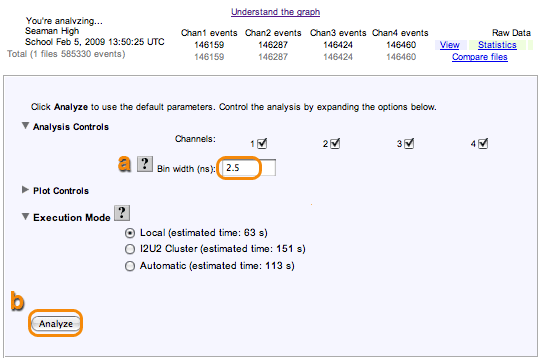 Understand the graph
You're analyzing...
Seaman High
School Feb 5, 2009 13:50:25 UTC
Chan1 events Chan2 events Chan3 events Chan4 events Raw Data
146159 146287 146424 146460 View Statistics
Total (1 files 585330 events) 146159 146287 146424 146460 Compare files
Click Analyze to use the default parameters. Control the analysis by expanding the options below.
Analysis Controls
Channels: 1 2 3 4
a ? Bin width (ns): 2.5
Plot Controls
Execution Mode ?
Local (estimated time: 63 s)
I2U2 Cluster (estimated time: 151 s)
Automatic (estimated time: 113 s)
b
Analyze